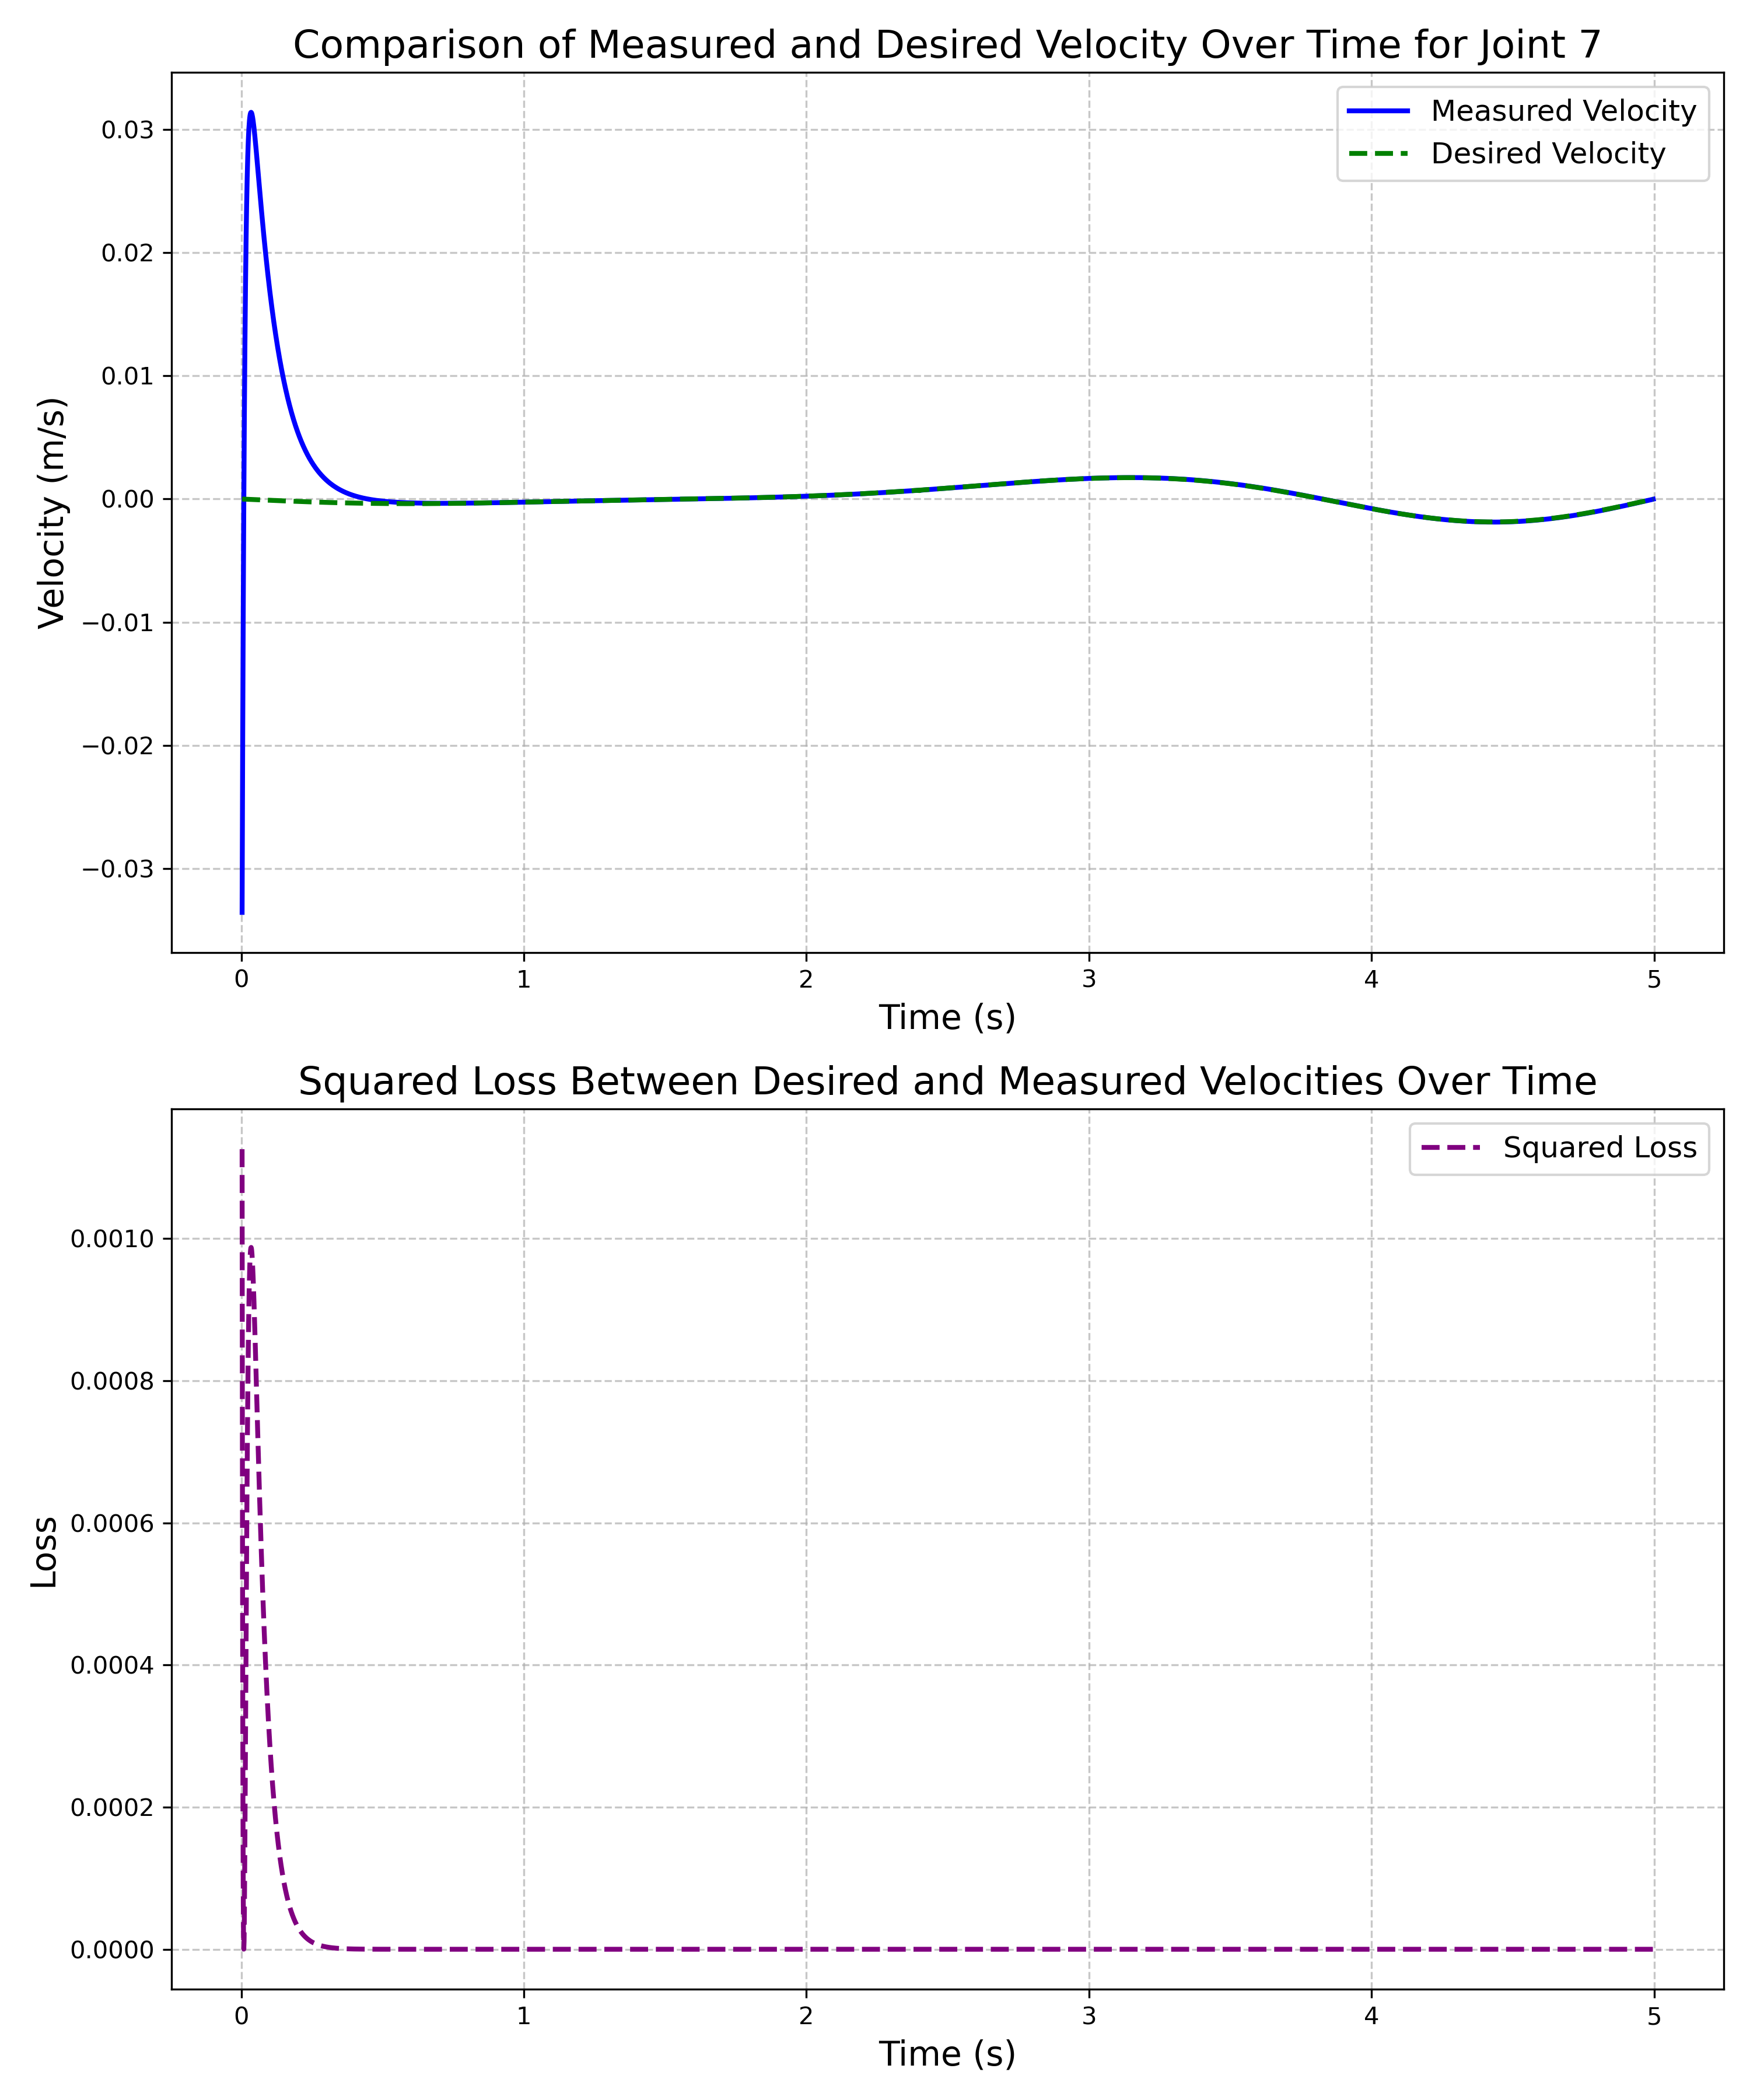 Comparison of Measured and Desired Velocity Over Time for Joint 7
Measured Velocity
Desired Velocity
Velocity (m/s)
0.03
0.02
0.01
0.00
−0.01
−0.02
−0.03
0 1 2 3 4 5
Time (s)
Squared Loss Between Desired and Measured Velocities Over Time
Squared Loss
Loss
0.0010
0.0008
0.0006
0.0004
0.0002
0.0000
0 1 2 3 4 5
Time (s)